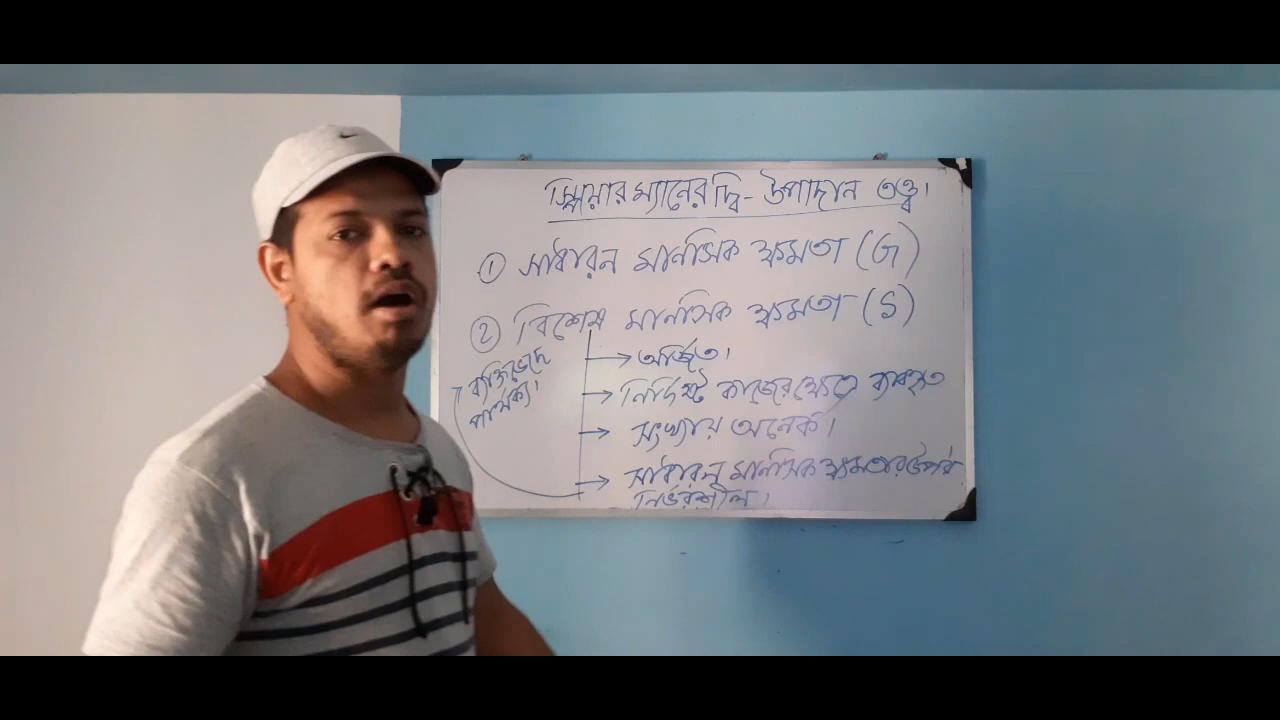 স্পিয়ারম্যানের দ্বি-উপাদান তত্ত্ব।
① সাধারন মানসিক ক্ষমতা (G)
② বিশেষ মানসিক ক্ষমতা (S)
→ অর্জিত।
→ নির্দিষ্ট কাজের ক্ষেত্রে ব্যবহৃত
→ সংখ্যায় অনেক।
→ সাধারন মানসিক ক্ষমতার উপর
নির্ভরশীল।
ব্যক্তিভেদে
পার্থক্য।